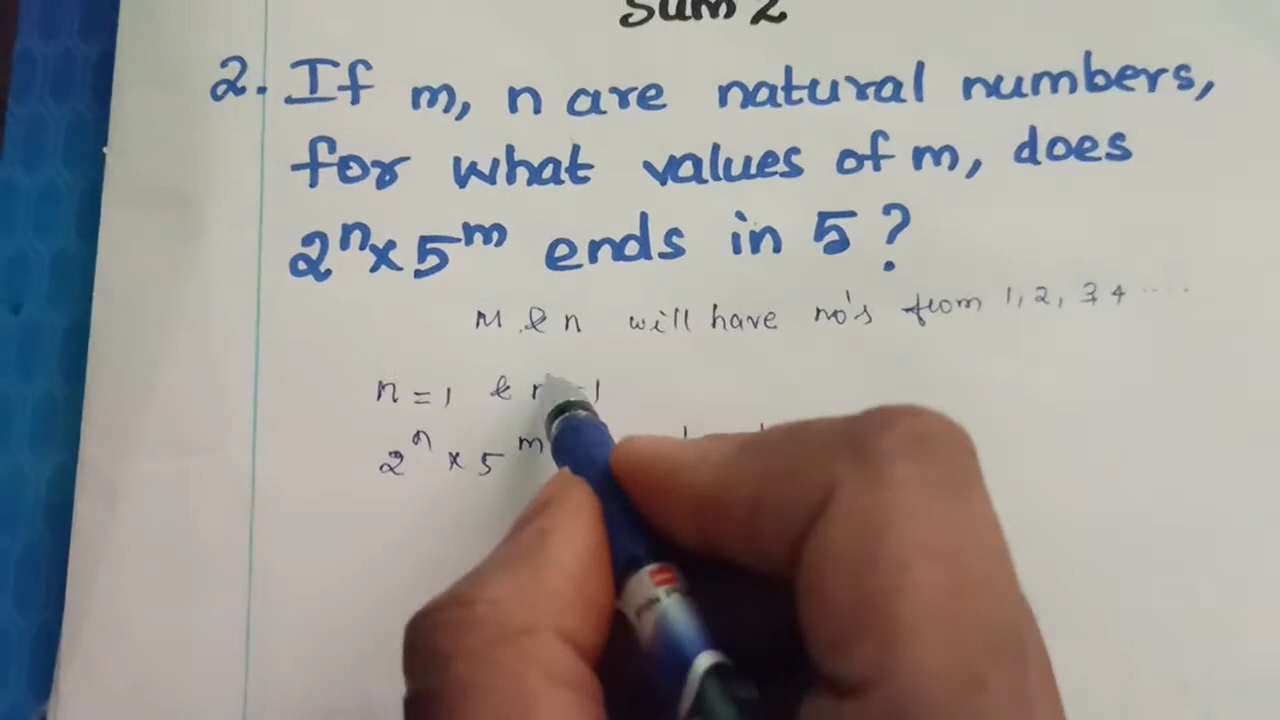 Sum 2
2. If m, n are natural numbers,
for what values of m, does
2ⁿ × 5ᵐ ends in 5 ?
M & n will have no's from 1, 2, 3, 4 .....
n = 1 &
2ⁿ × 5ᵐ